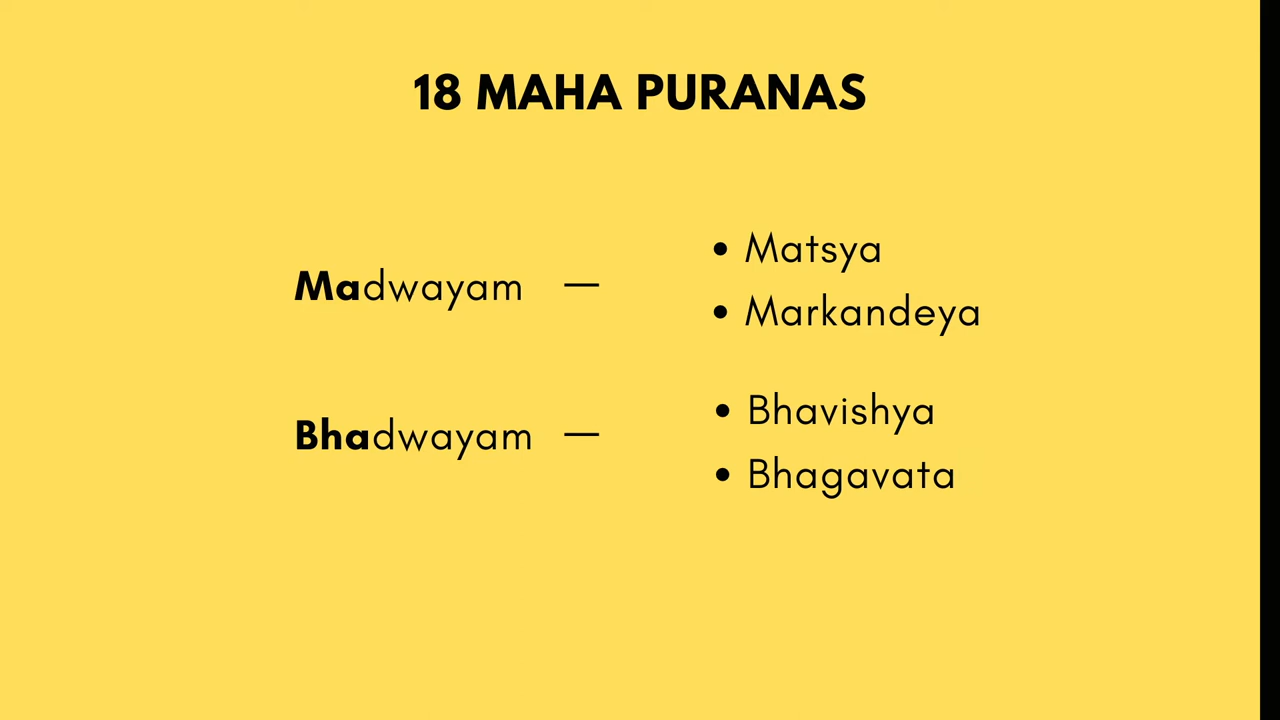 18 MAHA PURANAS
Madwayam —
• Matsya
• Markandeya
Bhadwayam —
• Bhavishya
• Bhagavata